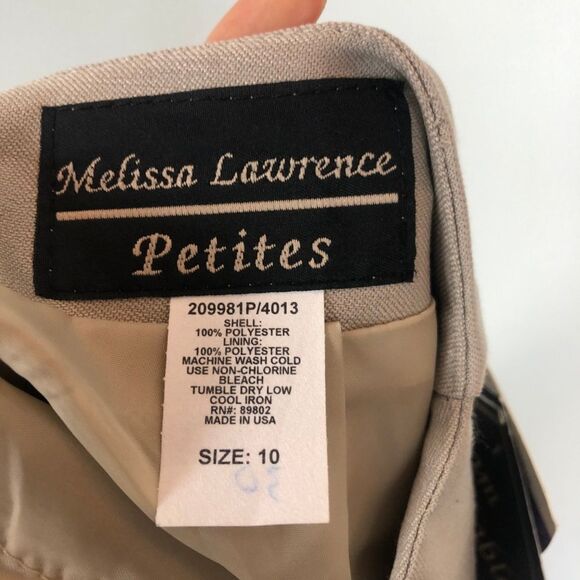 Melissa Lawrence
Petites
209981P/4013
SHELL:
100% POLYESTER
LINING:
100% POLYESTER
MACHINE WASH COLD
USE NON-CHLORINE
BLEACH
TUMBLE DRY LOW
COOL IRON
RN#: 89802
MADE IN USA
SIZE: 10